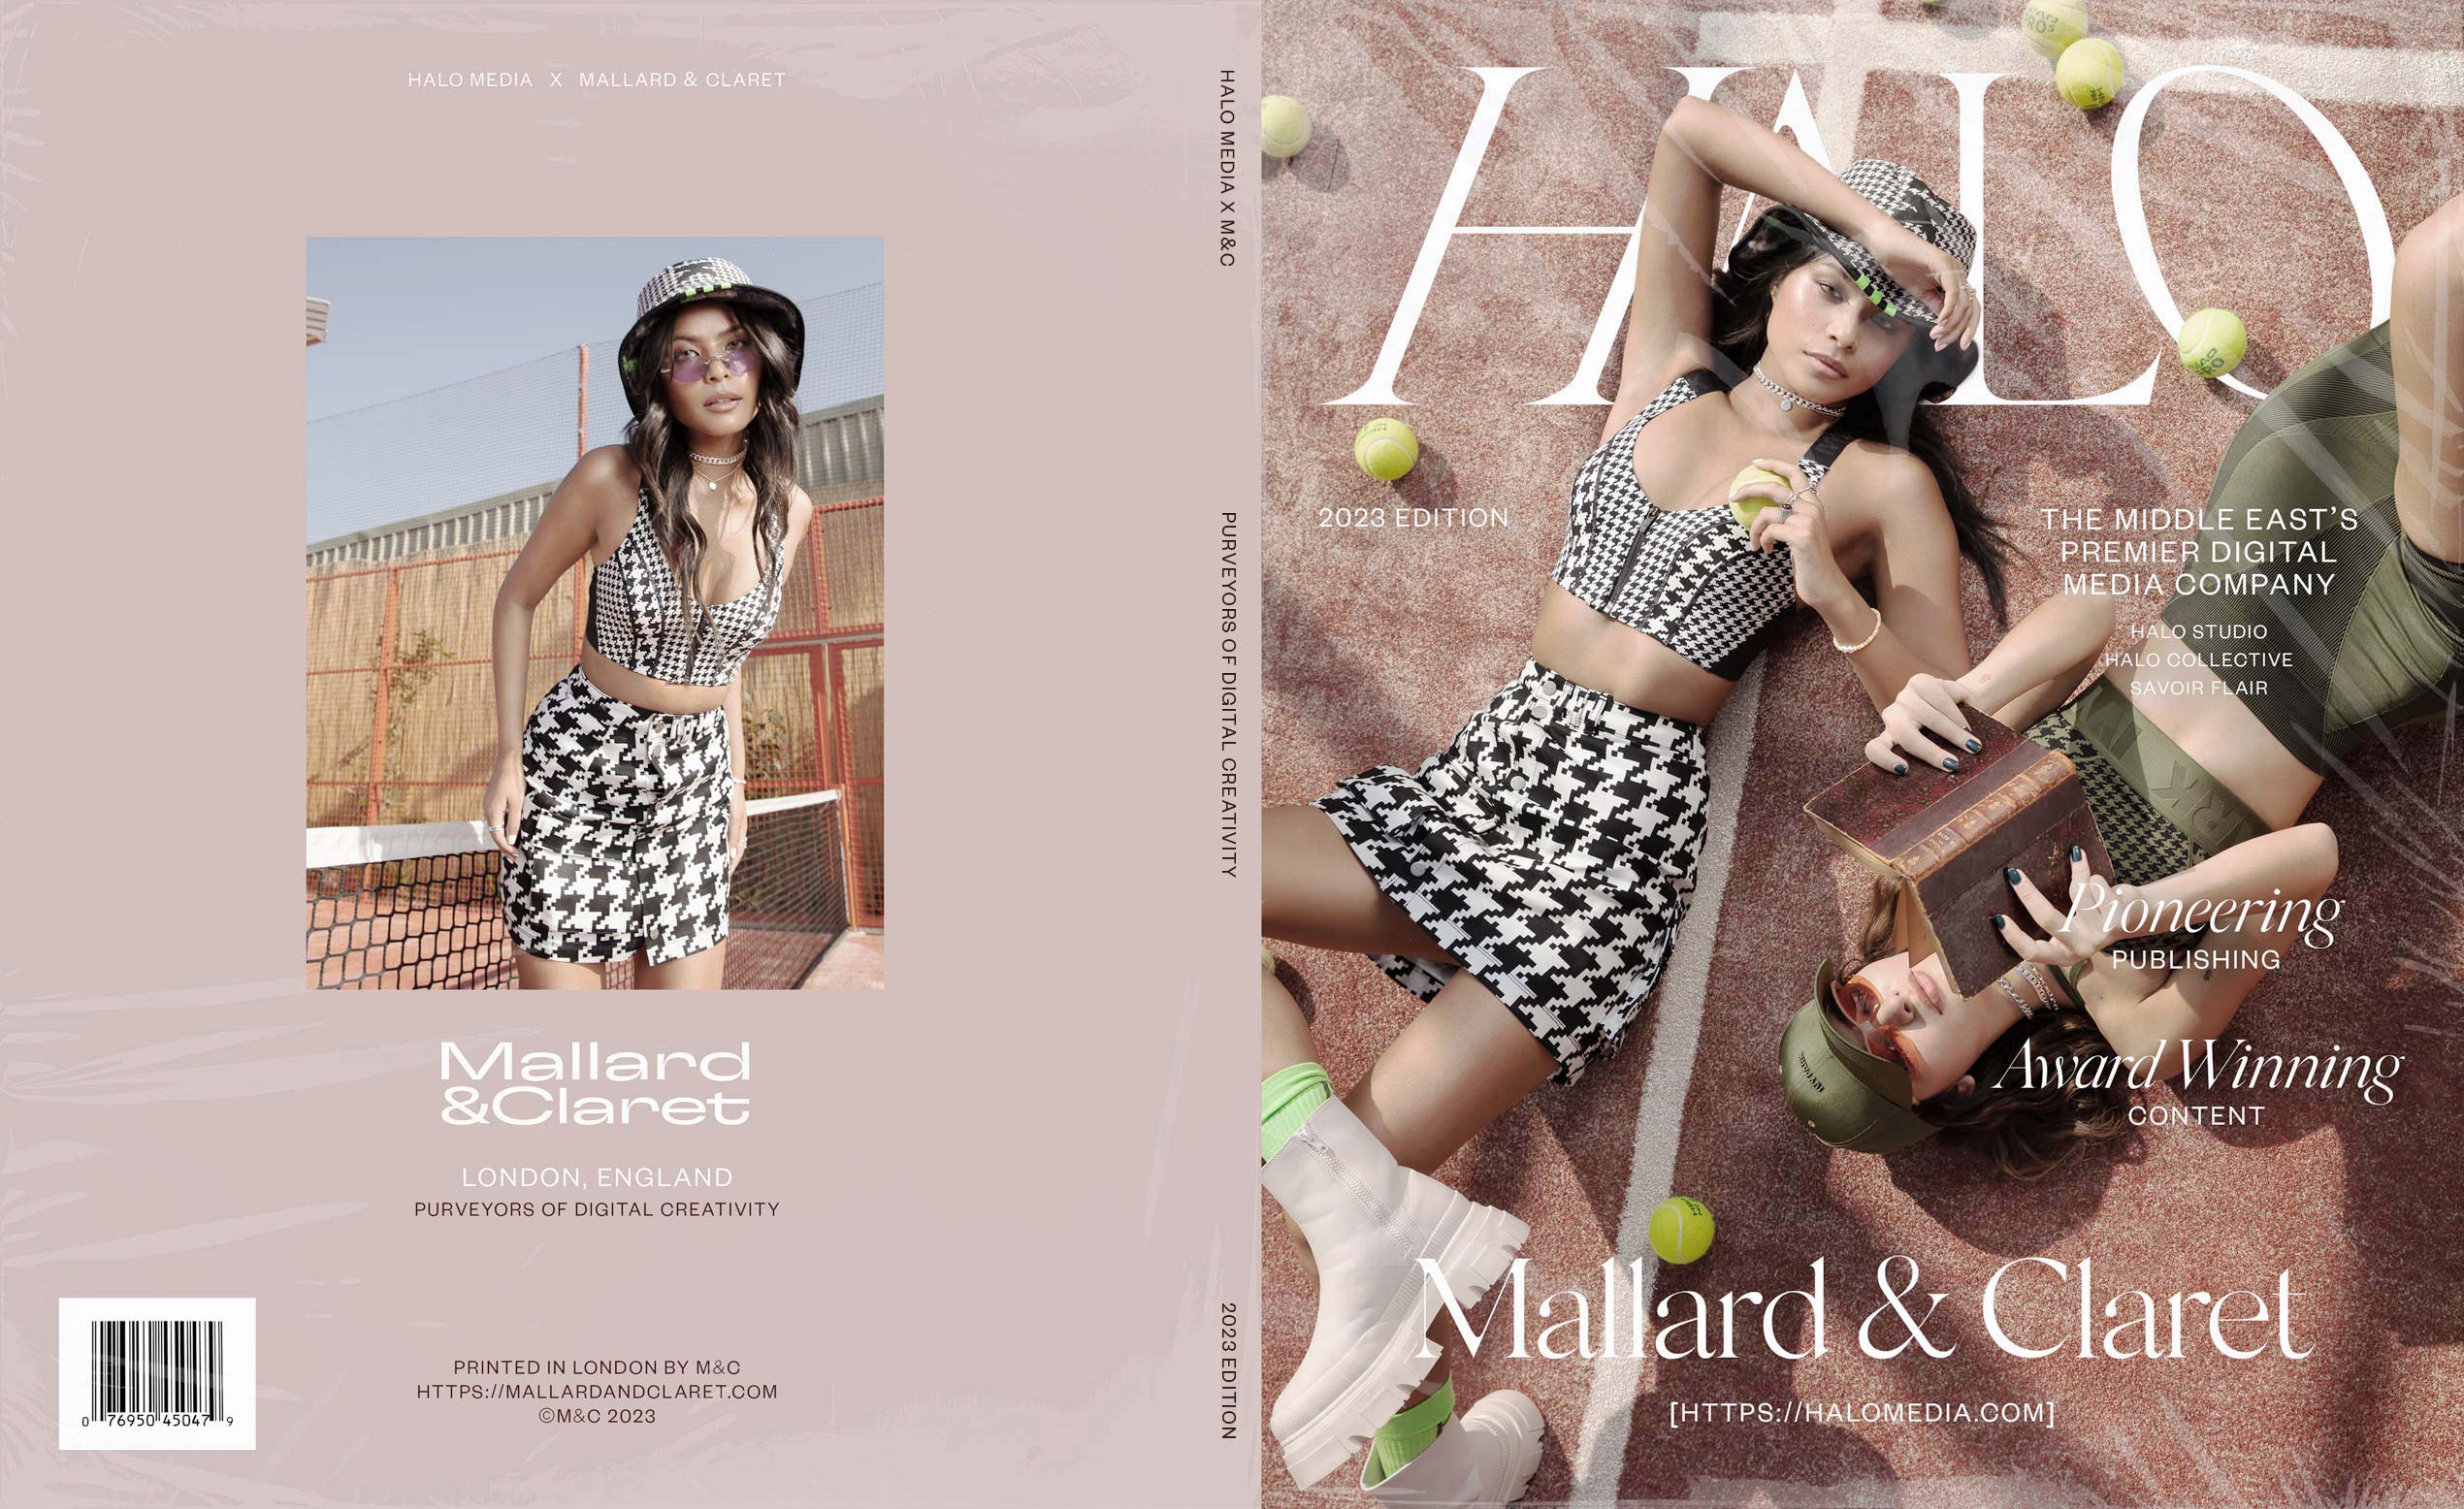 HALO MEDIA X MALLARD & CLARET
Mallard
&Claret
LONDON, ENGLAND
PURVEYORS OF DIGITAL CREATIVITY
0 76950 45047 9
PRINTED IN LONDON BY M&C
HTTPS://MALLARDANDCLARET.COM
©M&C 2023
HALO MEDIA X M&C
PURVEYORS OF DIGITAL CREATIVITY
2023 EDITION
HALO
2023 EDITION
THE MIDDLE EAST'S
PREMIER DIGITAL
MEDIA COMPANY
HALO STUDIO
HALO COLLECTIVE
SAVOIR FLAIR
Pioneering
PUBLISHING
Award Winning
CONTENT
Mallard & Claret
[HTTPS://HALOMEDIA.COM]